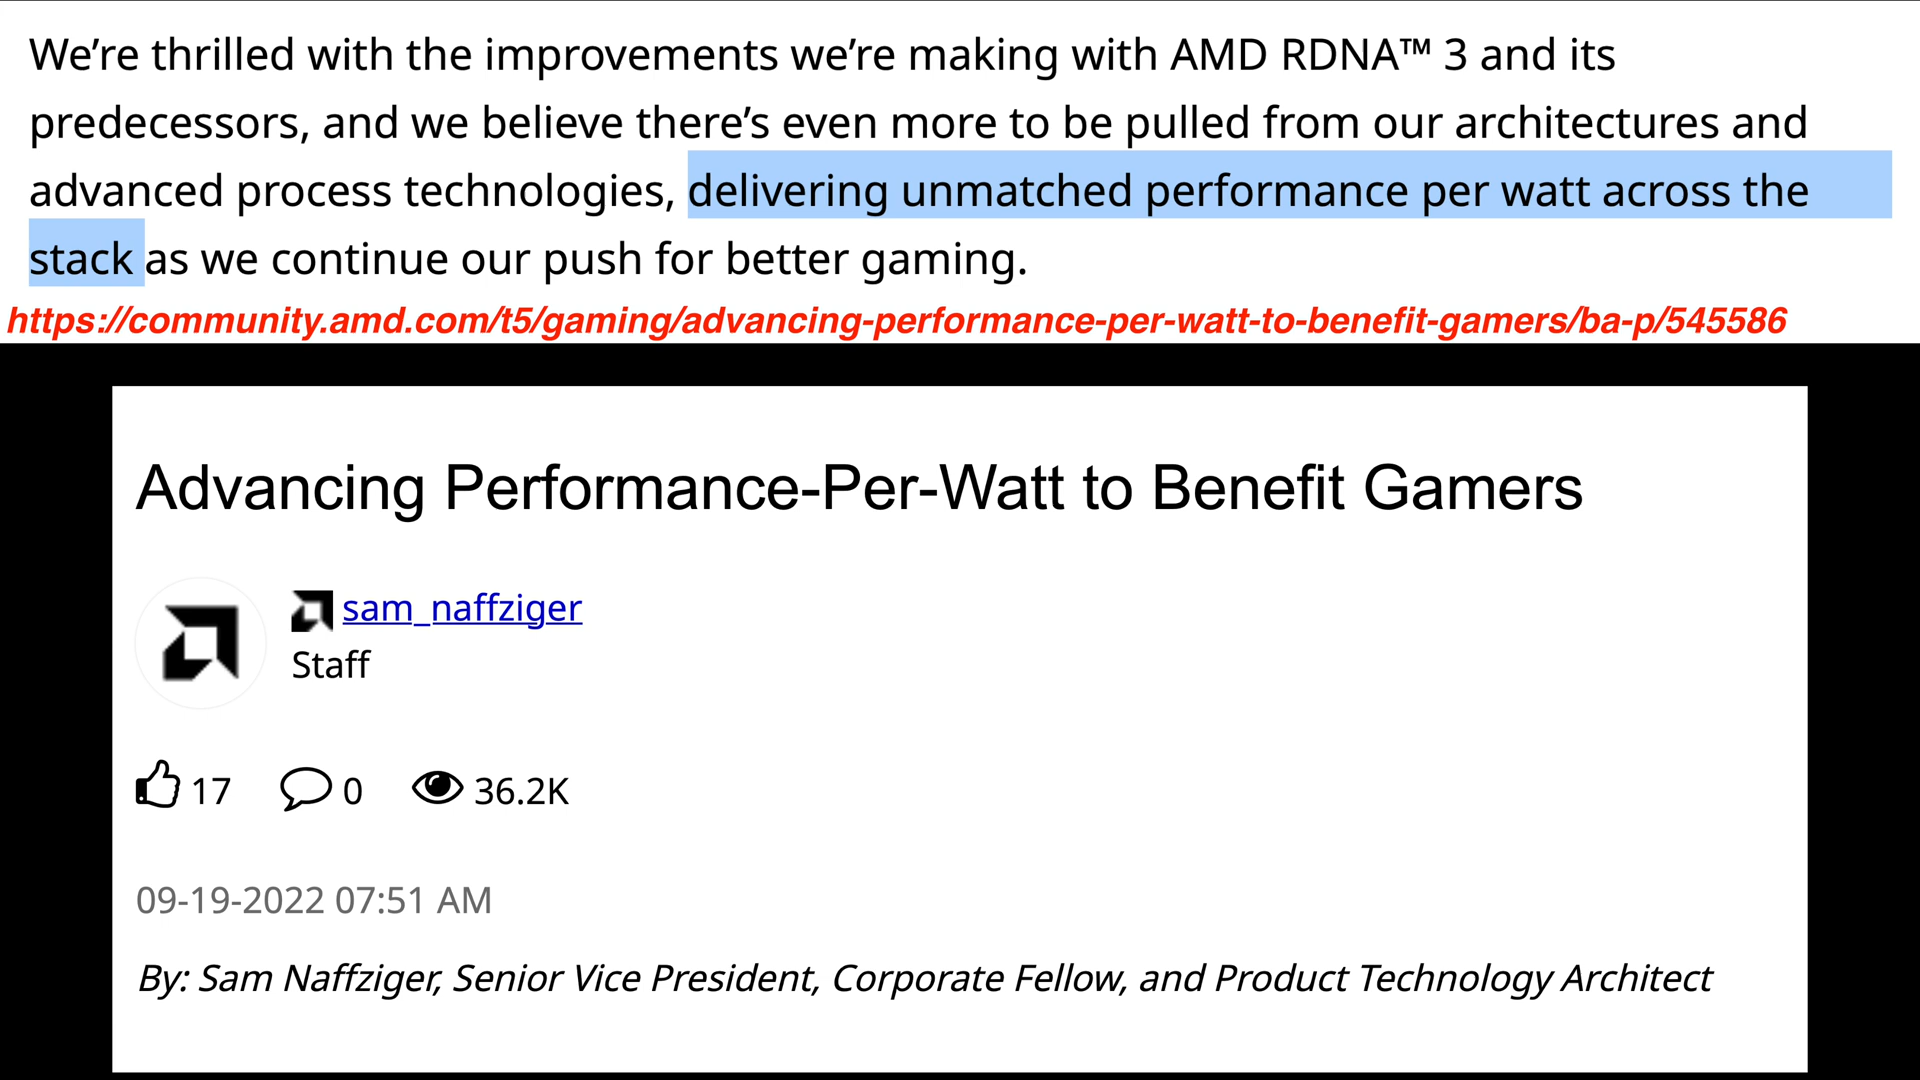 We’re thrilled with the improvements we’re making with AMD RDNA™ 3 and its
predecessors, and we believe there’s even more to be pulled from our architectures and
advanced process technologies, delivering unmatched performance per watt across the
stack as we continue our push for better gaming.
https://community.amd.com/t5/gaming/advancing-performance-per-watt-to-benefit-gamers/ba-p/545586
Advancing Performance-Per-Watt to Benefit Gamers
sam_naffziger
Staff
17 0 36.2K
09-19-2022 07:51 AM
By: Sam Naffziger, Senior Vice President, Corporate Fellow, and Product Technology Architect